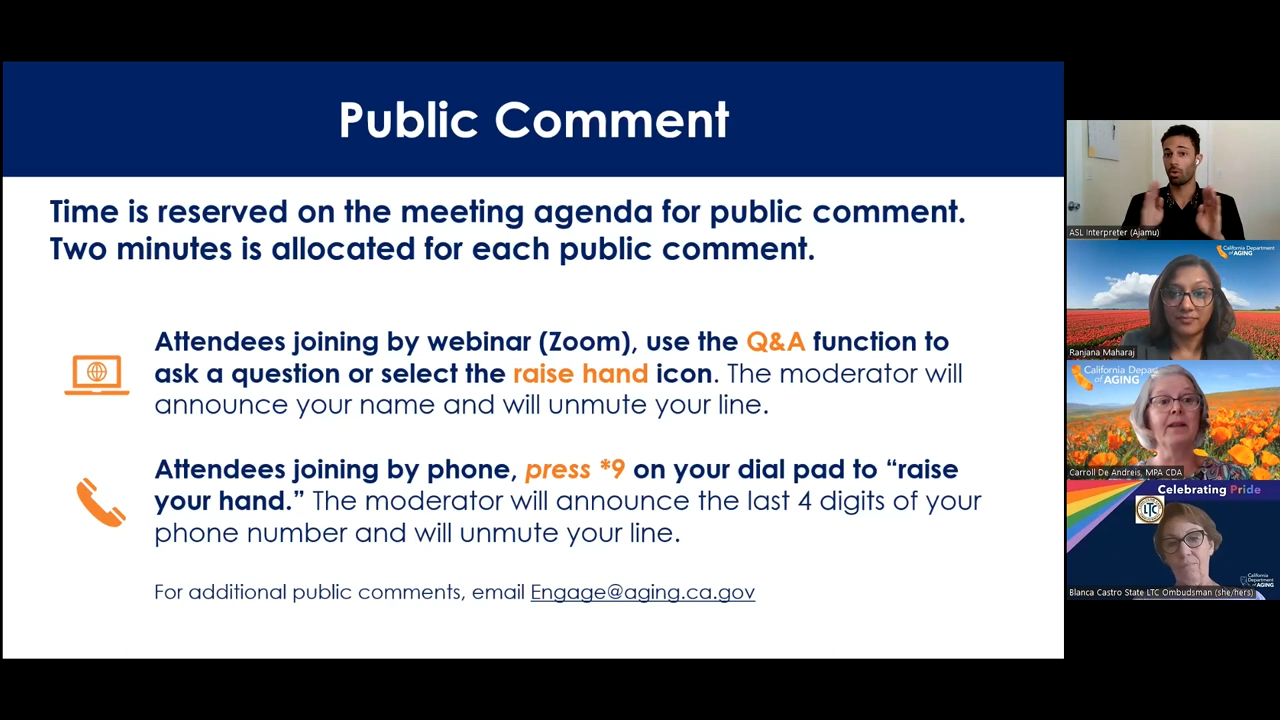 Public Comment
Time is reserved on the meeting agenda for public comment.
Two minutes is allocated for each public comment.
Attendees joining by webinar (Zoom), use the Q&A function to
ask a question or select the raise hand icon. The moderator will
announce your name and will unmute your line.
Attendees joining by phone, press *9 on your dial pad to “raise
your hand.” The moderator will announce the last 4 digits of your
phone number and will unmute your line.
For additional public comments, email Engage@aging.ca.gov
ASL Interpreter (Ajamu)
California Department
of AGING
Ranjana Maharaj
California Depa
of AGING
Carroll De Andreis, MPA CDA
Celebrating Pride
LTC
California
Department
of AGING
Blanca Castro State LTC Ombudsman (she/hers)